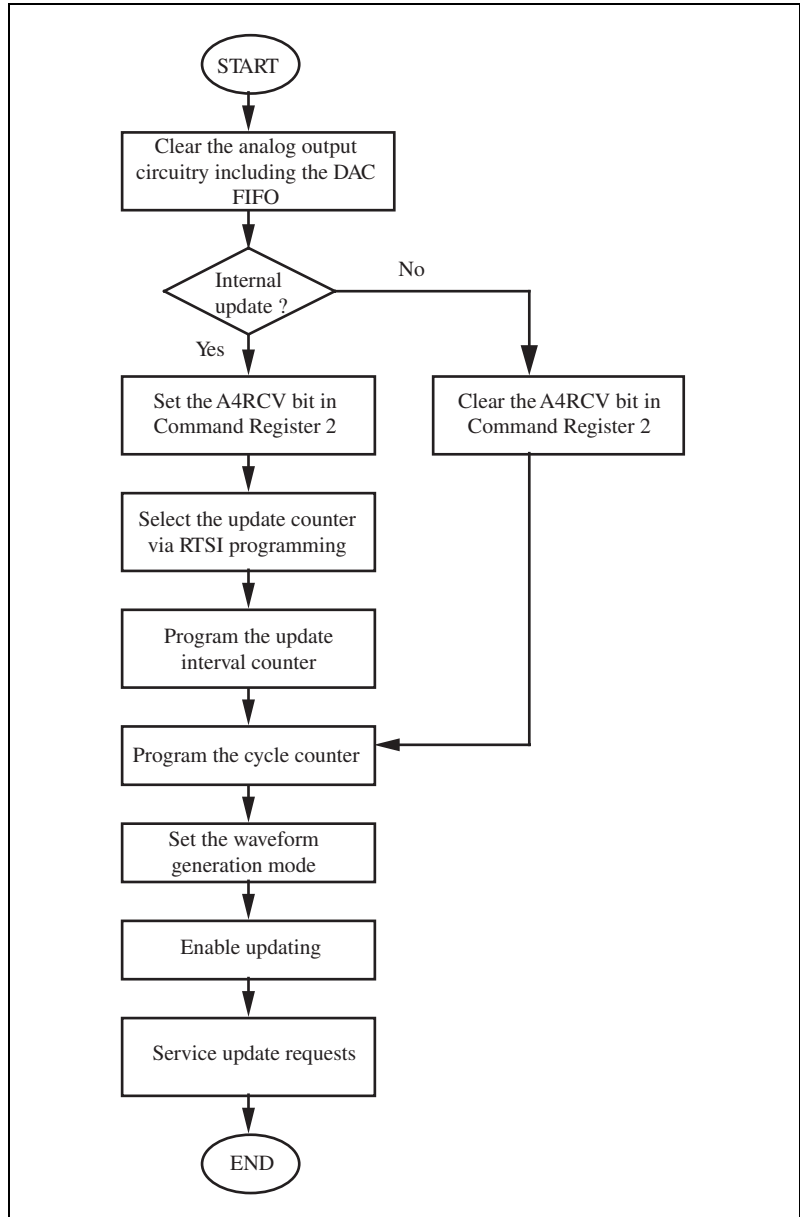 START
Clear the analog output
circuitry including the DAC
FIFO
Internal
update ?
No
Yes
Set the A4RCV bit in
Command Register 2
Clear the A4RCV bit in
Command Register 2
Select the update counter
via RTSI programming
Program the update
interval counter
Program the cycle counter
Set the waveform
generation mode
Enable updating
Service update requests
END